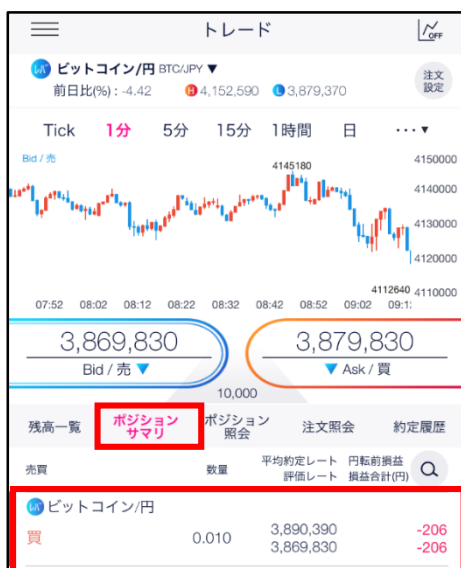 トレード
OFF
レバ ビットコイン/円 BTC/JPY ▼
前日比(%) : -4.42 H 4,152,590 L 3,879,370
注文
設定
Tick 1分 5分 15分 1時間 日 ・・・▼
Bid / 売
4145180
4150000
4140000
4130000
4120000
4112640
4110000
07:52 08:02 08:12 08:22 08:32 08:42 08:52 09:02 09:1:
3,869,830
Bid / 売 ▼
3,879,830
▼ Ask / 買
10,000
残高一覧
ポジション
サマリ
ポジション
照会
注文照会
約定履歴
売買
数量
平均約定レート
評価レート
円転前損益
損益合計(円)
レバ ビットコイン/円
買 0.010
3,890,390 -206
3,869,830 -206